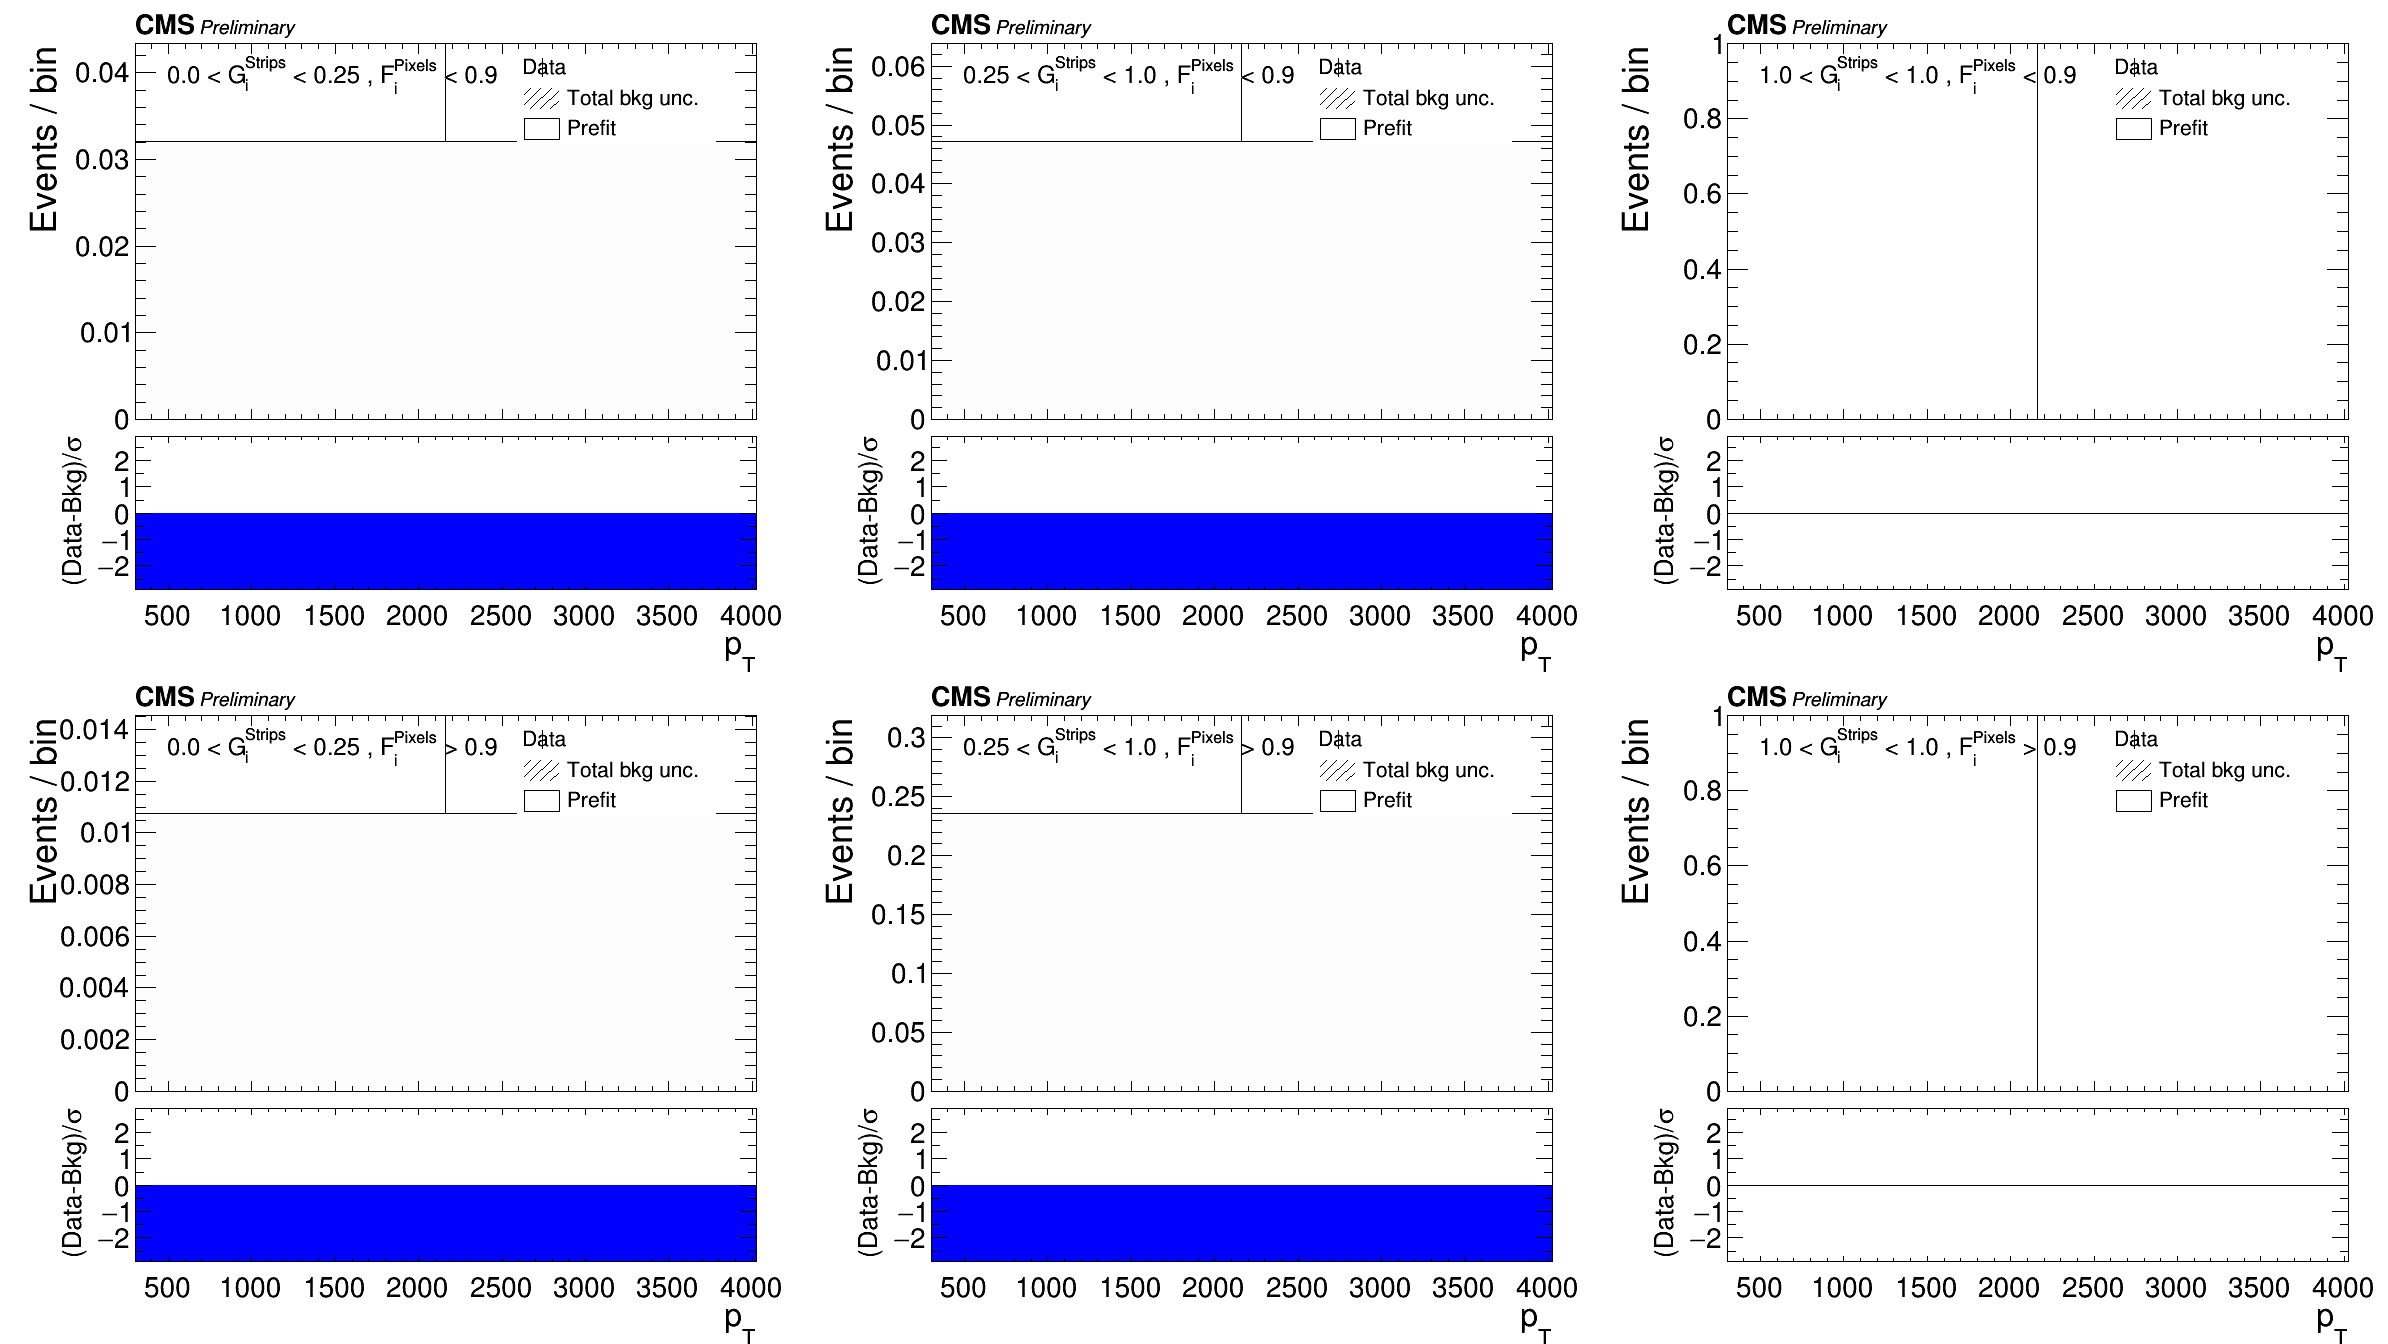 CMS Preliminary
Events / bin
0.0 < G_i^Strips < 0.25 , F_i^Pixels < 0.9
Data
Total bkg unc.
Prefit
0.04
0.03
0.02
0.01
0
(Data-Bkg)/σ
2
1
0
−1
−2
500 1000 1500 2000 2500 3000 3500 4000
p_T
CMS Preliminary
Events / bin
0.25 < G_i^Strips < 1.0 , F_i^Pixels < 0.9
Data
Total bkg unc.
Prefit
0.06
0.05
0.04
0.03
0.02
0.01
0
(Data-Bkg)/σ
2
1
0
−1
−2
500 1000 1500 2000 2500 3000 3500 4000
p_T
CMS Preliminary
Events / bin
1.0 < G_i^Strips < 1.0 , F_i^Pixels < 0.9
Data
Total bkg unc.
Prefit
1
0.8
0.6
0.4
0.2
0
(Data-Bkg)/σ
2
1
0
−1
−2
500 1000 1500 2000 2500 3000 3500 4000
p_T
CMS Preliminary
Events / bin
0.0 < G_i^Strips < 0.25 , F_i^Pixels > 0.9
Data
Total bkg unc.
Prefit
0.014
0.012
0.01
0.008
0.006
0.004
0.002
0
(Data-Bkg)/σ
2
1
0
−1
−2
500 1000 1500 2000 2500 3000 3500 4000
p_T
CMS Preliminary
Events / bin
0.25 < G_i^Strips < 1.0 , F_i^Pixels > 0.9
Data
Total bkg unc.
Prefit
0.3
0.25
0.2
0.15
0.1
0.05
0
(Data-Bkg)/σ
2
1
0
−1
−2
500 1000 1500 2000 2500 3000 3500 4000
p_T
CMS Preliminary
Events / bin
1.0 < G_i^Strips < 1.0 , F_i^Pixels > 0.9
Data
Total bkg unc.
Prefit
1
0.8
0.6
0.4
0.2
0
(Data-Bkg)/σ
2
1
0
−1
−2
500 1000 1500 2000 2500 3000 3500 4000
p_T